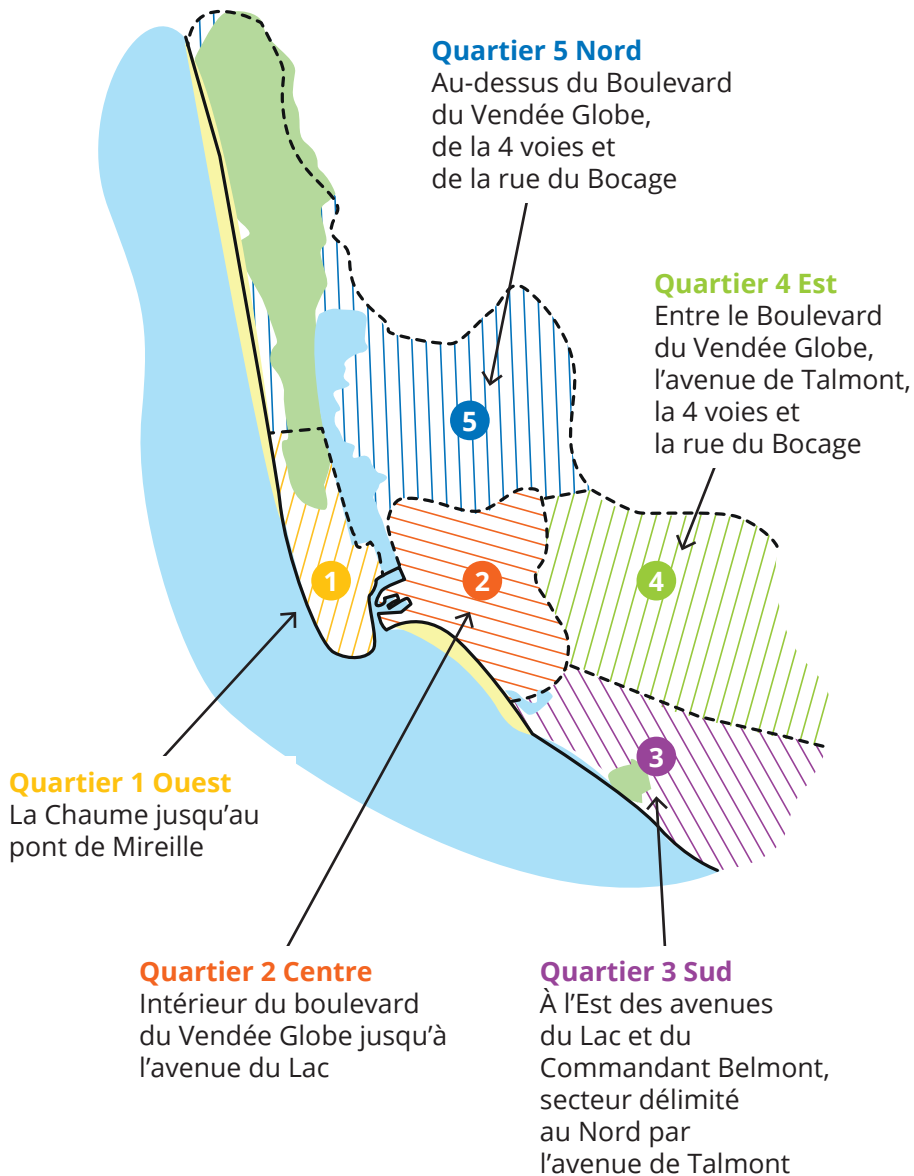 Quartier 5 Nord
Au-dessus du Boulevard
du Vendée Globe,
de la 4 voies et
de la rue du Bocage
Quartier 4 Est
Entre le Boulevard
du Vendée Globe,
l’avenue de Talmont,
la 4 voies et
la rue du Bocage
5
1
2
4
3
Quartier 1 Ouest
La Chaume jusqu’au
pont de Mireille
Quartier 2 Centre
Intérieur du boulevard
du Vendée Globe jusqu’à
l’avenue du Lac
Quartier 3 Sud
À l’Est des avenues
du Lac et du
Commandant Belmont,
secteur délimité
au Nord par
l’avenue de Talmont